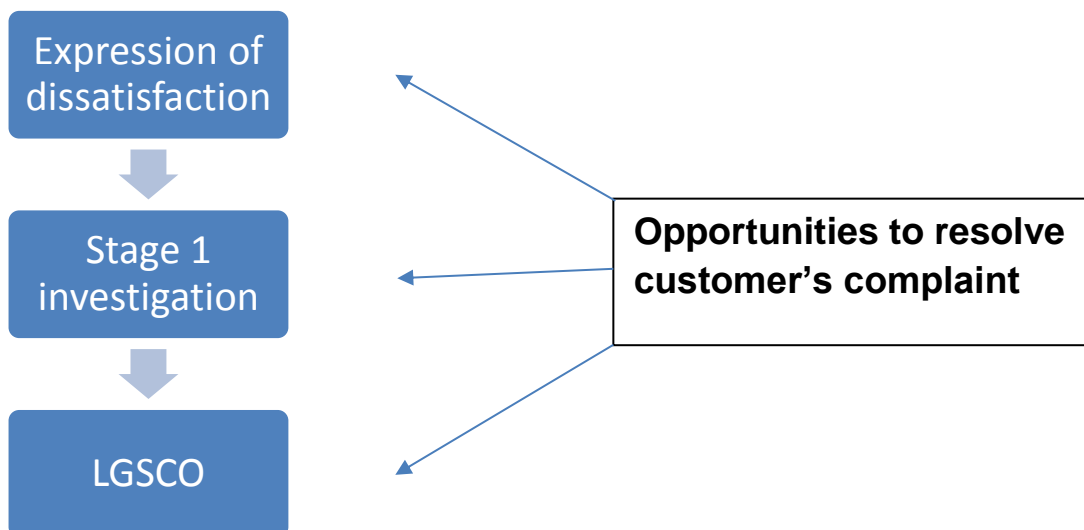 Expression of
dissatisfaction
Stage 1
investigation
LGSCO
Opportunities to resolve
customer’s complaint